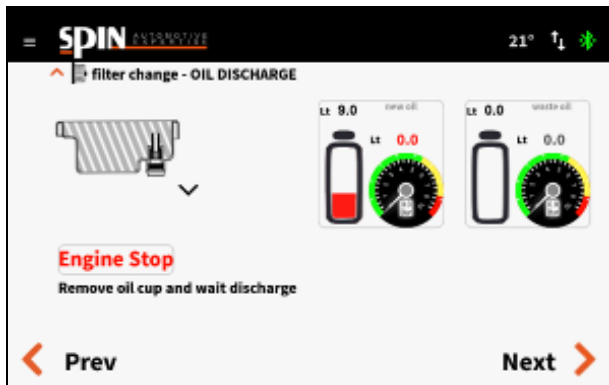 SPIN AUTOMOTIVE EXPERTISE
21°
filter change - OIL DISCHARGE
Lt 9.0 new oil
Lt 0.0
Lt 0.0 waste oil
Lt 0.0
Engine Stop
Remove oil cup and wait discharge
Prev
Next